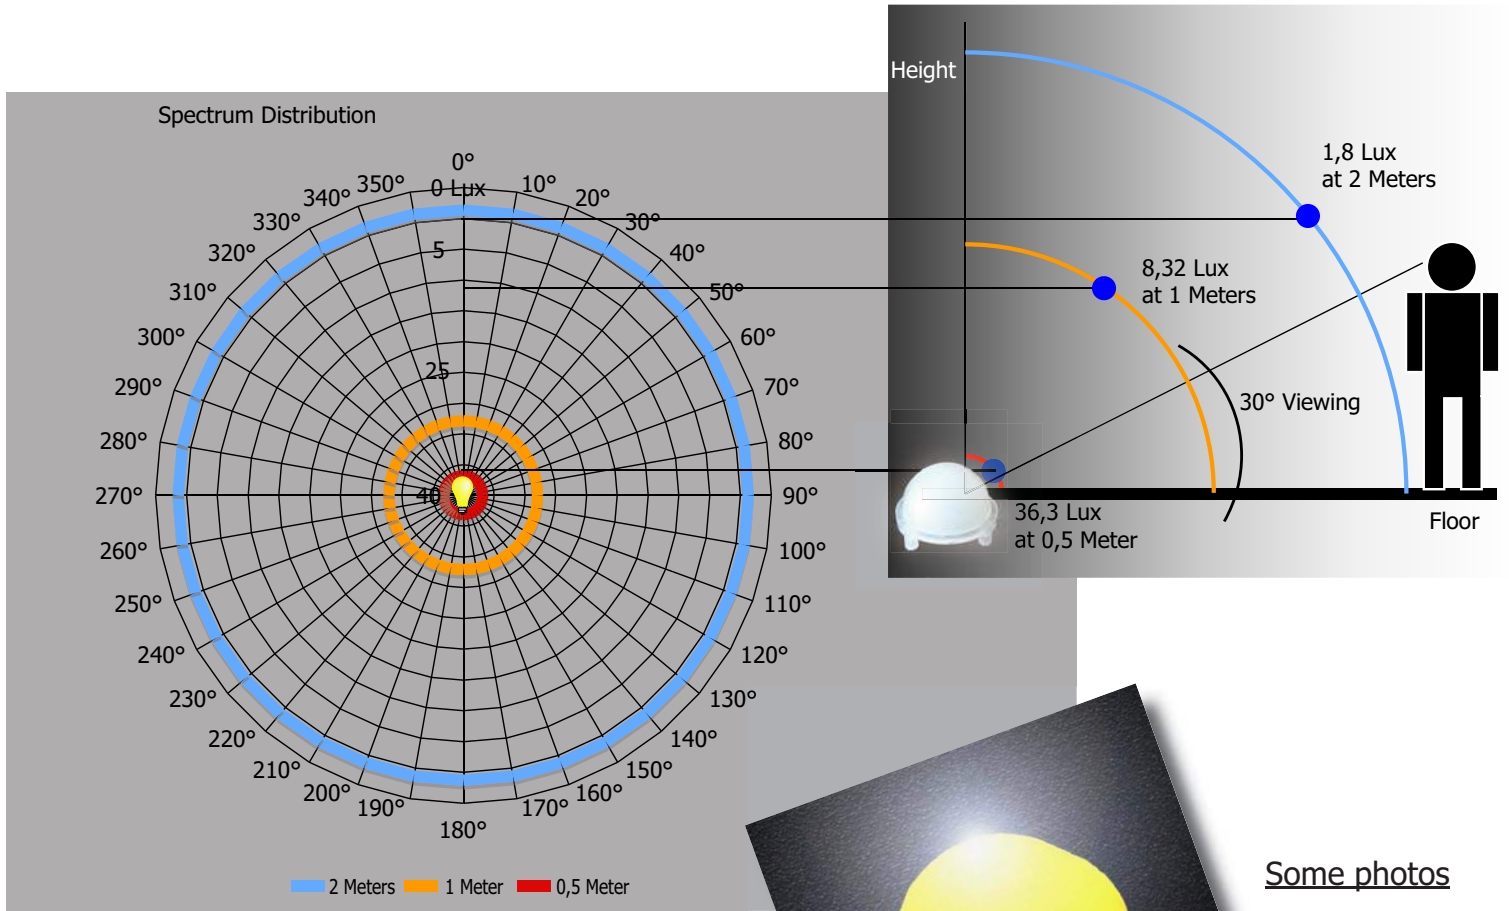 Spectrum Distribution
0°
0 Lux
10°
20°
30°
40°
50°
60°
70°
80°
90°
100°
110°
120°
130°
140°
150°
160°
170°
180°
190°
200°
210°
220°
230°
240°
250°
260°
270°
280°
290°
300°
310°
320°
330°
340°
350°
5
25
40
2 Meters
1 Meter
0,5 Meter
Height
1,8 Lux
at 2 Meters
8,32 Lux
at 1 Meters
30° Viewing
36,3 Lux
at 0,5 Meter
Floor
Some photos